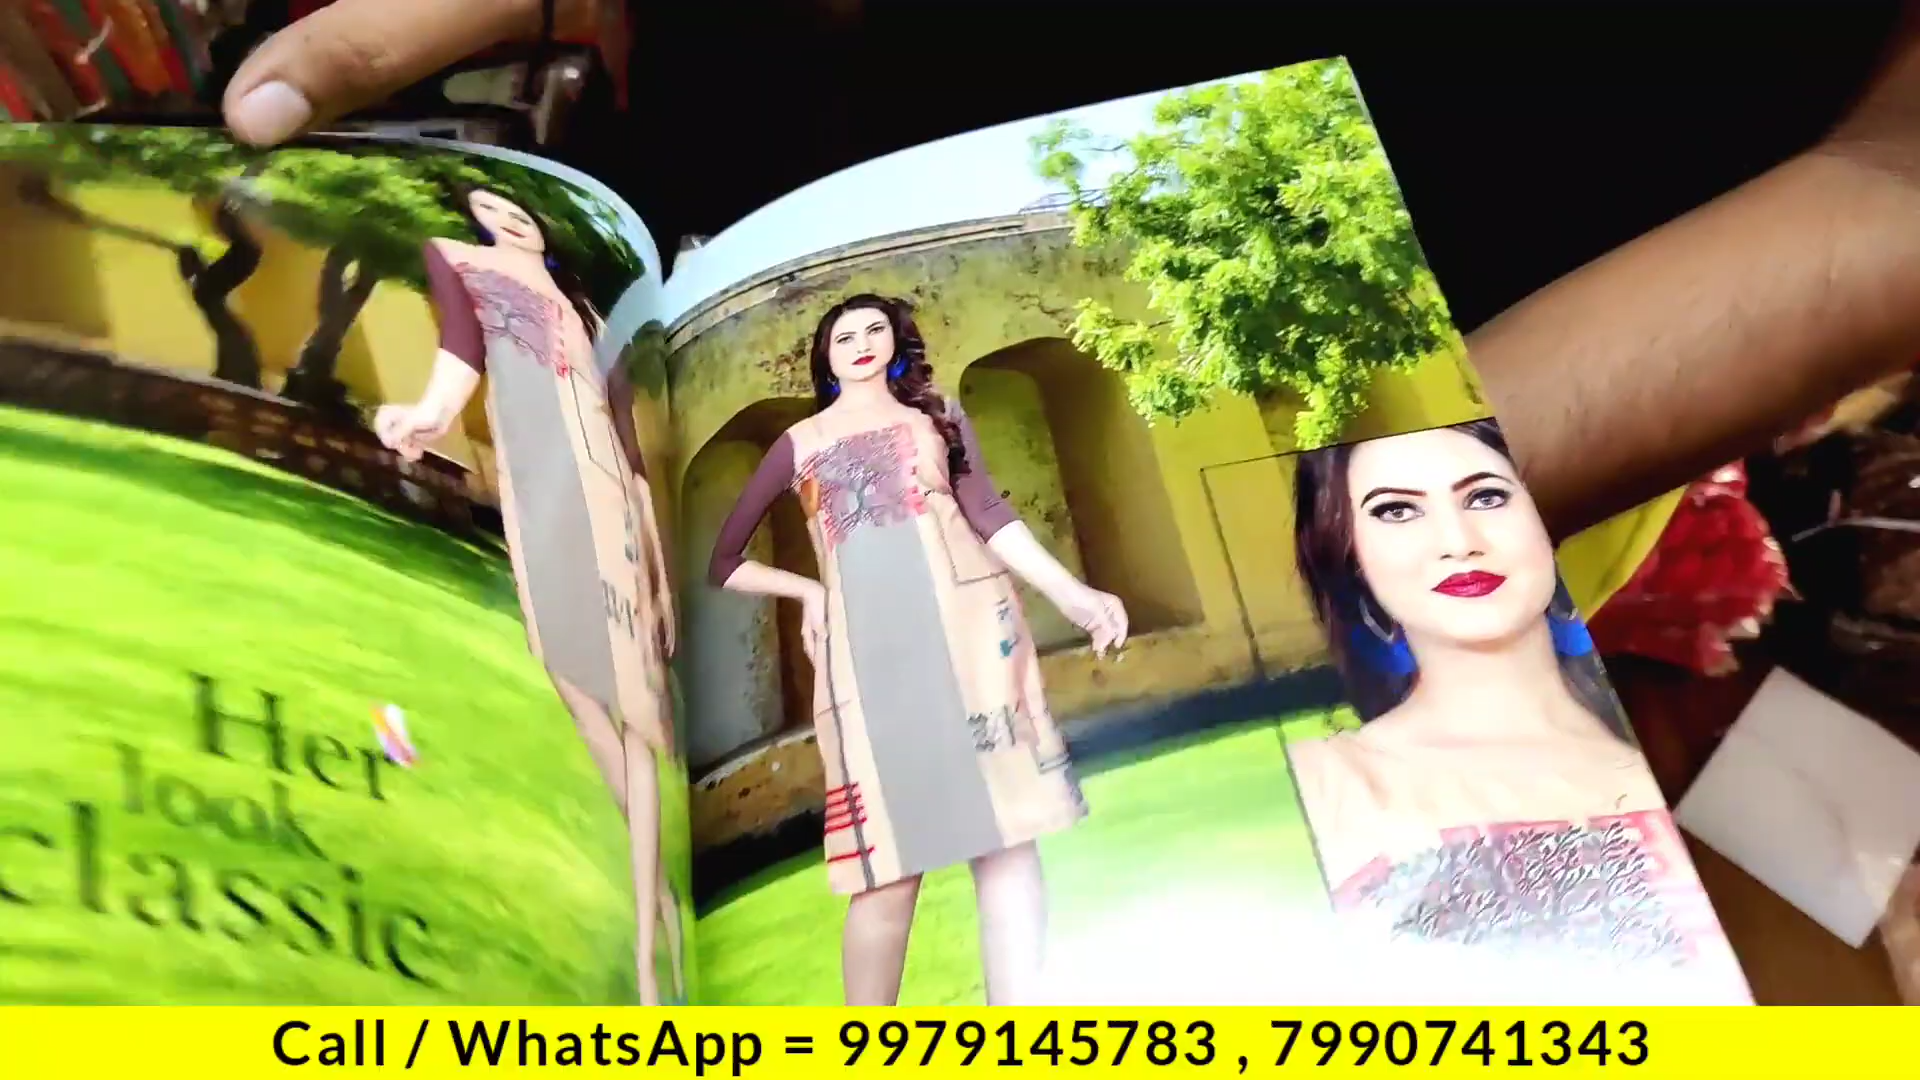 Her
look
classic
Call / WhatsApp = 9979145783 , 7990741343